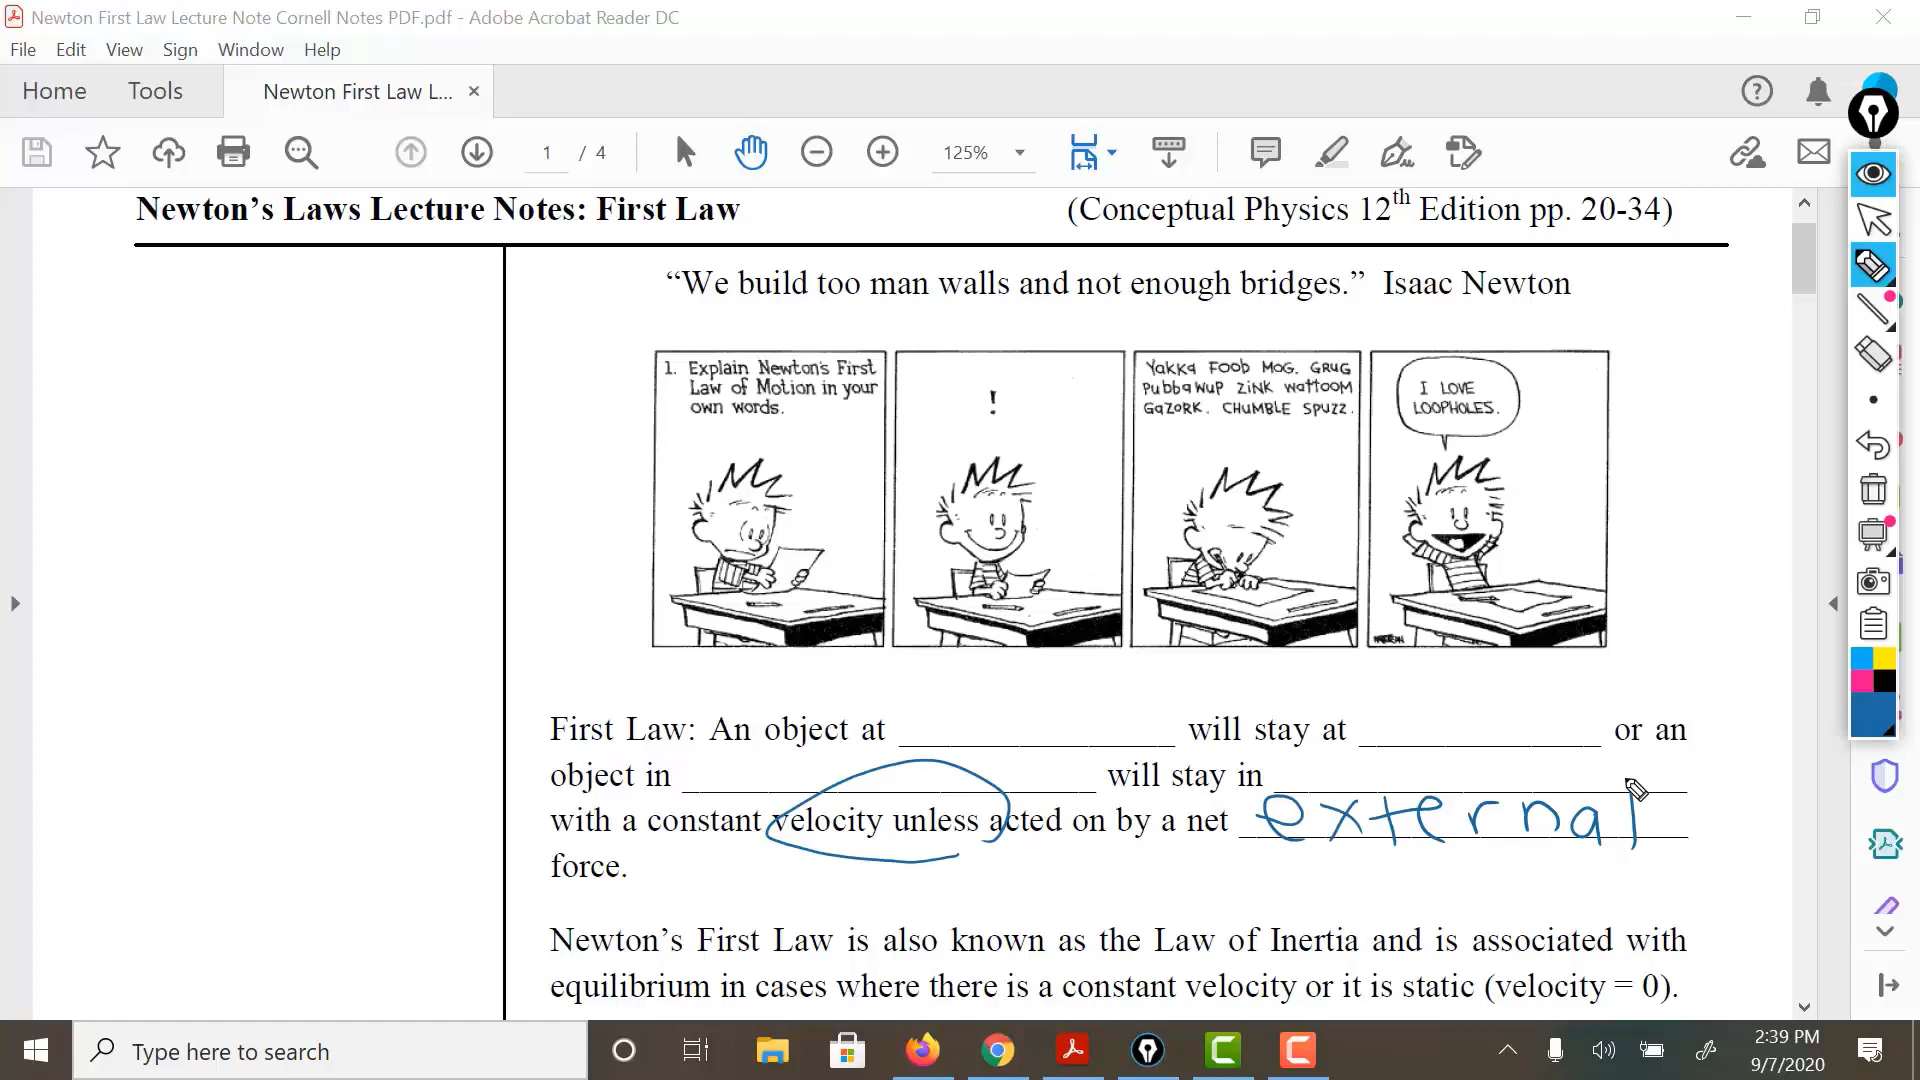 Newton First Law Lecture Note Cornell Notes PDF.pdf - Adobe Acrobat Reader DC
File Edit View Sign Window Help
Home Tools Newton First Law L... ×
1 / 4 125%
Newton's Laws Lecture Notes: First Law (Conceptual Physics 12th Edition pp. 20-34)
“We build too man walls and not enough bridges.” Isaac Newton
1. Explain Newton's First
Law of Motion in your
own words.
!
Yakka Foob Mog. Grug
Pubbawup Zink Wattoom
Gazork. Chumble Spuzz.
I LOVE
LOOPHOLES.
First Law: An object at ________________ will stay at ______________ or an
object in ________________________ will stay in ________________________
with a constant velocity unless acted on by a net external
force.
Newton's First Law is also known as the Law of Inertia and is associated with
equilibrium in cases where there is a constant velocity or it is static (velocity = 0).
Type here to search
2:39 PM
9/7/2020